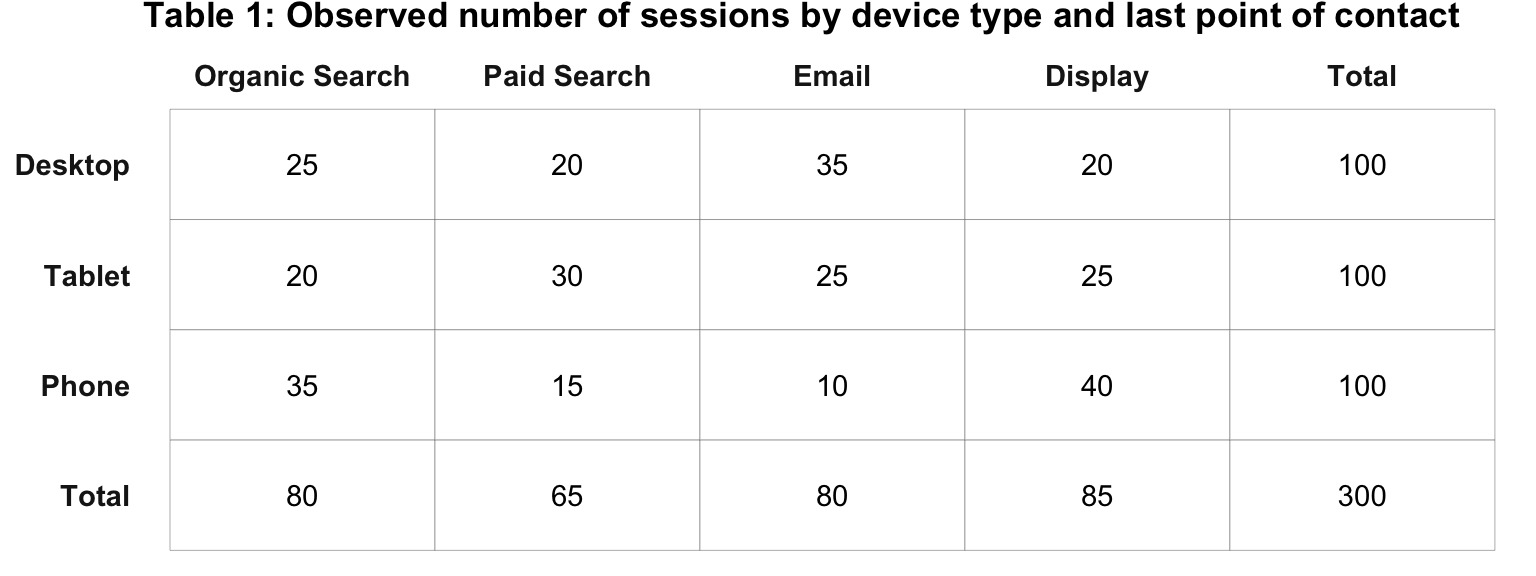 Table 1: Observed number of sessions by device type and last point of contact
Organic Search Paid Search Email Display Total
Desktop 25 20 35 20 100
Tablet 20 30 25 25 100
Phone 35 15 10 40 100
Total 80 65 80 85 300